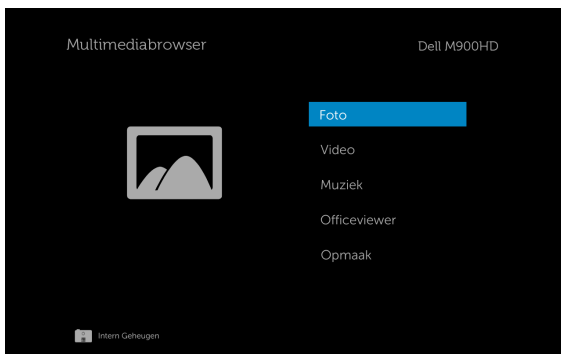 Multimediabrowser
Dell M900HD
Foto
Video
Muziek
Officeviewer
Opmaak
Intern Geheugen